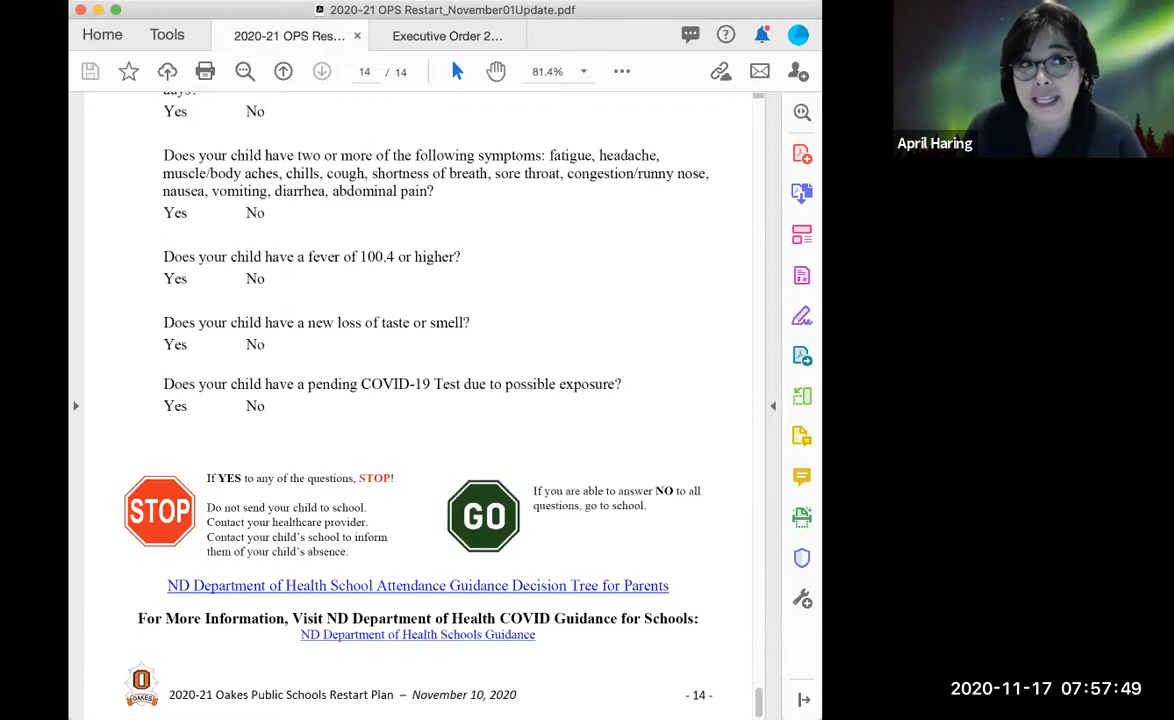 2020-21 OPS Restart_November01Update.pdf
Home
Tools
2020-21 OPS Res... ×
Executive Order 2...
14 / 14
81.4%
days?
Yes No
Does your child have two or more of the following symptoms: fatigue, headache,
muscle/body aches, chills, cough, shortness of breath, sore throat, congestion/runny nose,
nausea, vomiting, diarrhea, abdominal pain?
Yes No
Does your child have a fever of 100.4 or higher?
Yes No
Does your child have a new loss of taste or smell?
Yes No
Does your child have a pending COVID-19 Test due to possible exposure?
Yes No
STOP
If YES to any of the questions, STOP!
Do not send your child to school.
Contact your healthcare provider.
Contact your child's school to inform
them of your child's absence.
GO
If you are able to answer NO to all
questions, go to school.
ND Department of Health School Attendance Guidance Decision Tree for Parents
For More Information, Visit ND Department of Health COVID Guidance for Schools:
ND Department of Health Schools Guidance
OAKES
2020-21 Oakes Public Schools Restart Plan – November 10, 2020
- 14 -
April Haring
2020-11-17 07:57:49